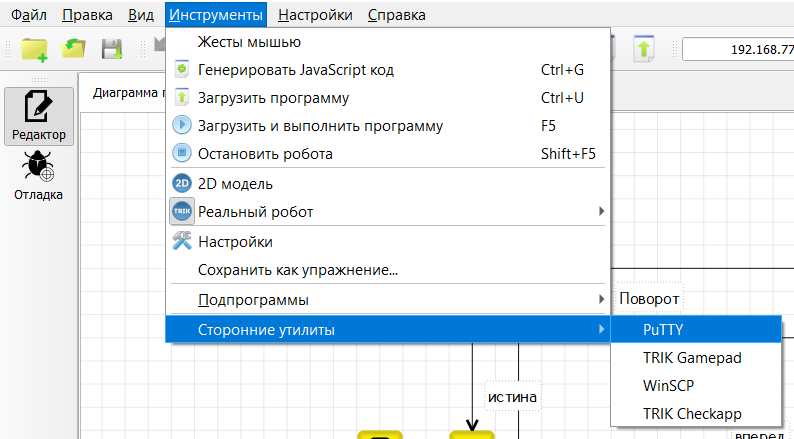 Файл Правка Вид Инструменты Настройки Справка
Жесты мышью
Генерировать JavaScript код Ctrl+G
192.168.77
Загрузить программу Ctrl+U
Диаграмма
Загрузить и выполнить программу F5
Редактор
Остановить робота Shift+F5
2D 2D модель
Отладка
TRIK Реальный робот
Настройки
Сохранить как упражнение...
Подпрограммы
Поворот
Сторонние утилиты
PuTTY
TRIK Gamepad
WinSCP
TRIK Checkapp
истина
вперед